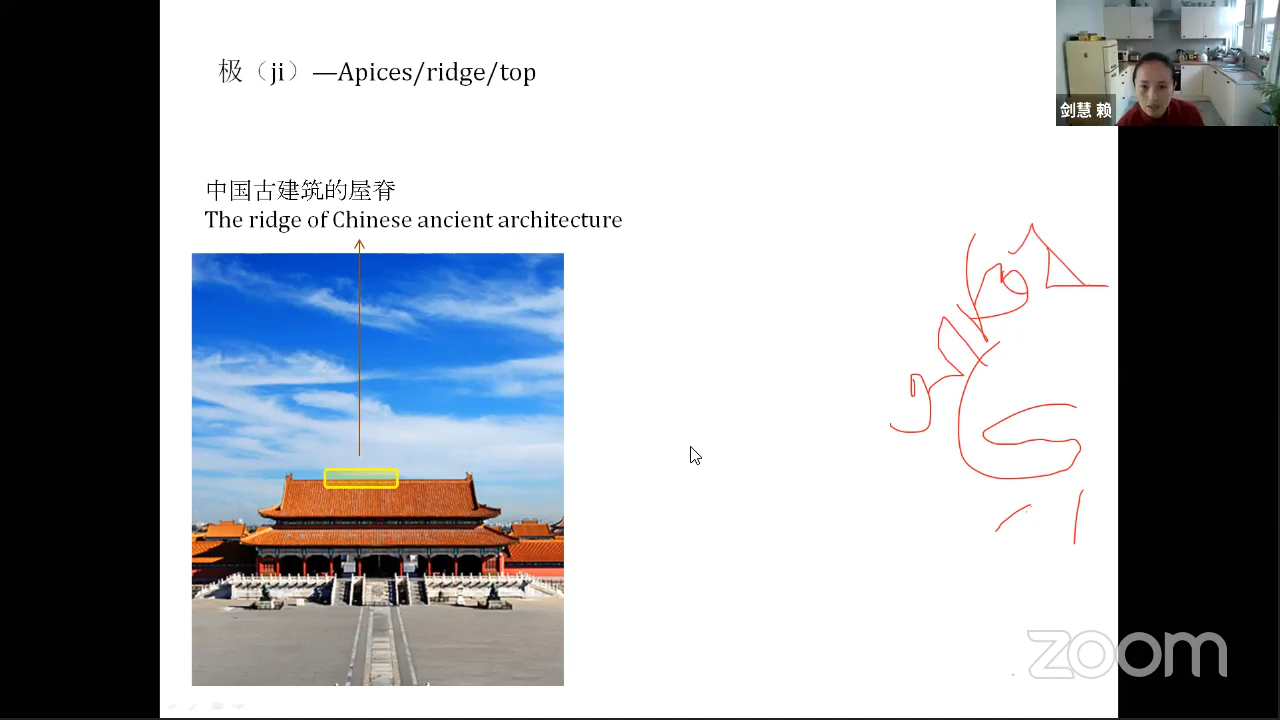 极（ji）—Apices/ridge/top
剑慧 赖
中国古建筑的屋脊
The ridge of Chinese ancient architecture
zoom